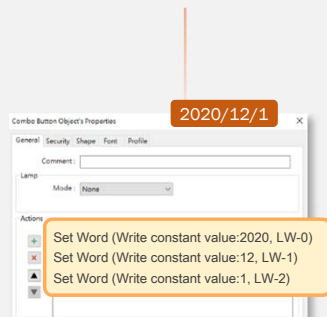 2020/12/1
Combo Button Object's Properties
General Security Shape Font Profile
Comment :
Lamp
Mode : None
Actions
Set Word (Write constant value:2020, LW-0)
Set Word (Write constant value:12, LW-1)
Set Word (Write constant value:1, LW-2)